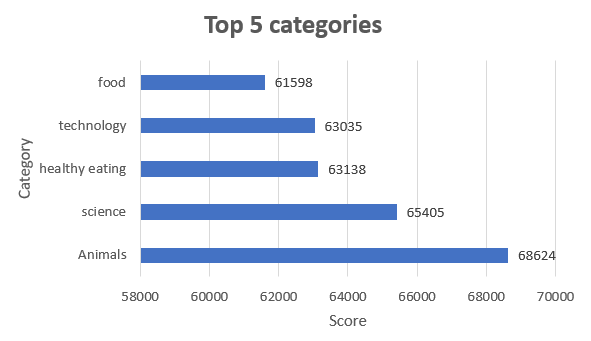 Top 5 categories
food 61598
technology 63035
healthy eating 63138
science 65405
Animals 68624
58000 60000 62000 64000 66000 68000 70000
Score
Category